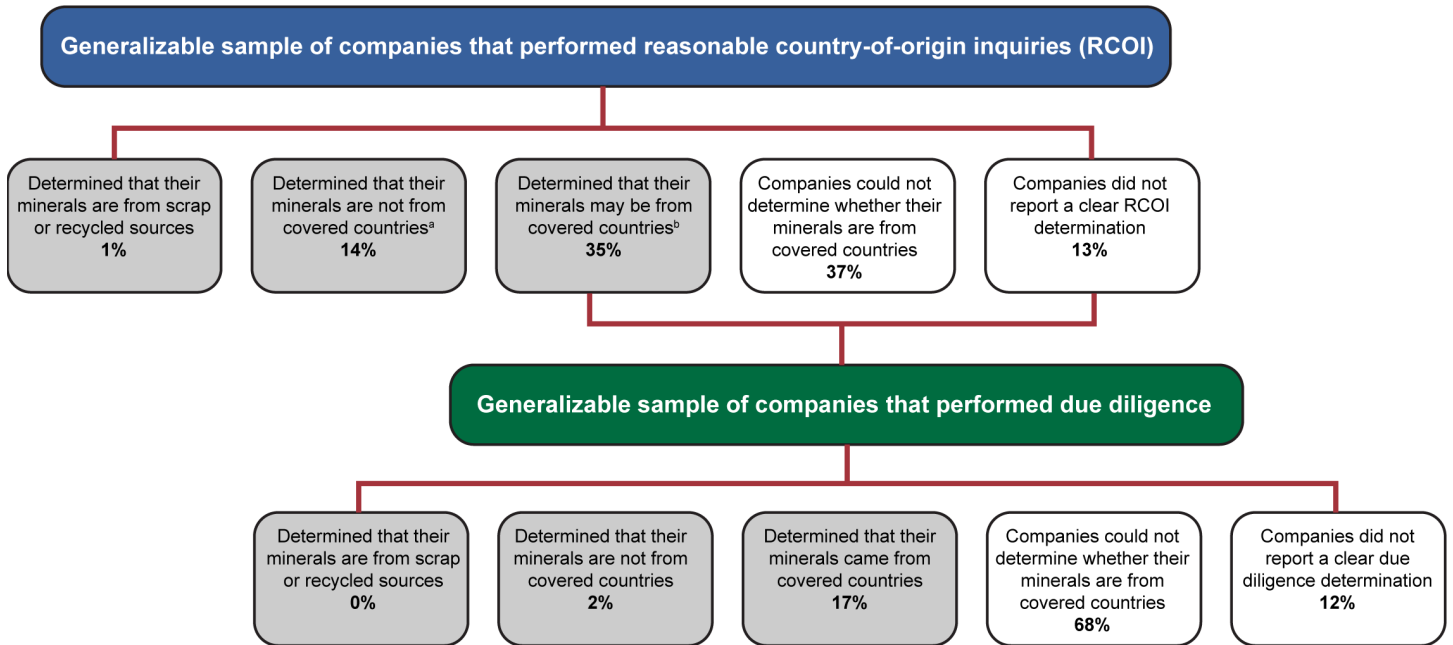 Generalizable sample of companies that performed reasonable country-of-origin inquiries (RCOI)
Determined that their
minerals are from scrap
or recycled sources
1%
Determined that their
minerals are not from
covered countriesᵃ
14%
Determined that their
minerals may be from
covered countriesᵇ
35%
Companies could not
determine whether their
minerals are from
covered countries
37%
Companies did not
report a clear RCOI
determination
13%
Generalizable sample of companies that performed due diligence
Determined that their
minerals are from scrap
or recycled sources
0%
Determined that their
minerals are not from
covered countries
2%
Determined that their
minerals came from
covered countries
17%
Companies could not
determine whether their
minerals are from
covered countries
68%
Companies did not
report a clear due
diligence determination
12%